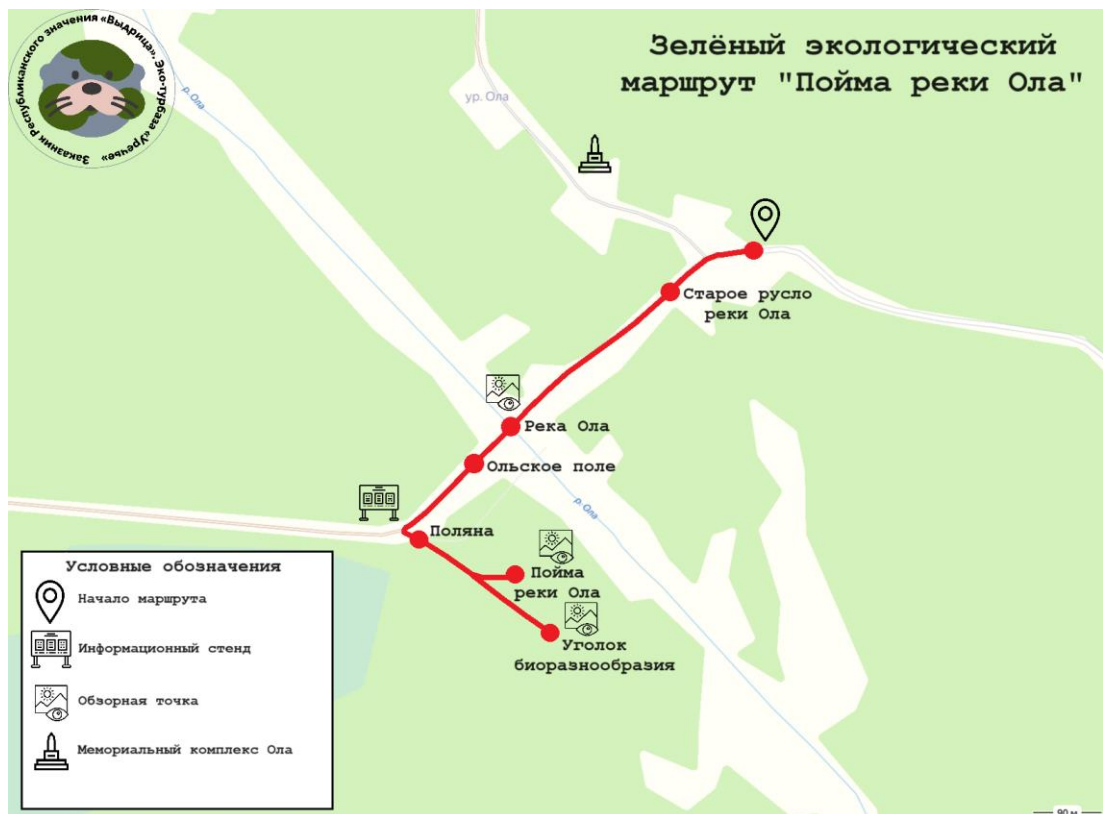 Заказник Республиканского значения «Выдрица». Эко-турбаза «Уречье»
Зелёный экологический
маршрут "Пойма реки Ола"
р. Ола
ур. Ола
Старое русло
реки Ола
Река Ола
Ольское поле
р. Ола
Поляна
Пойма
реки Ола
Уголок
биоразнообразия
Условные обозначения
Начало маршрута
Информационный стенд
Обзорная точка
Мемориальный комплекс Ола
90 м